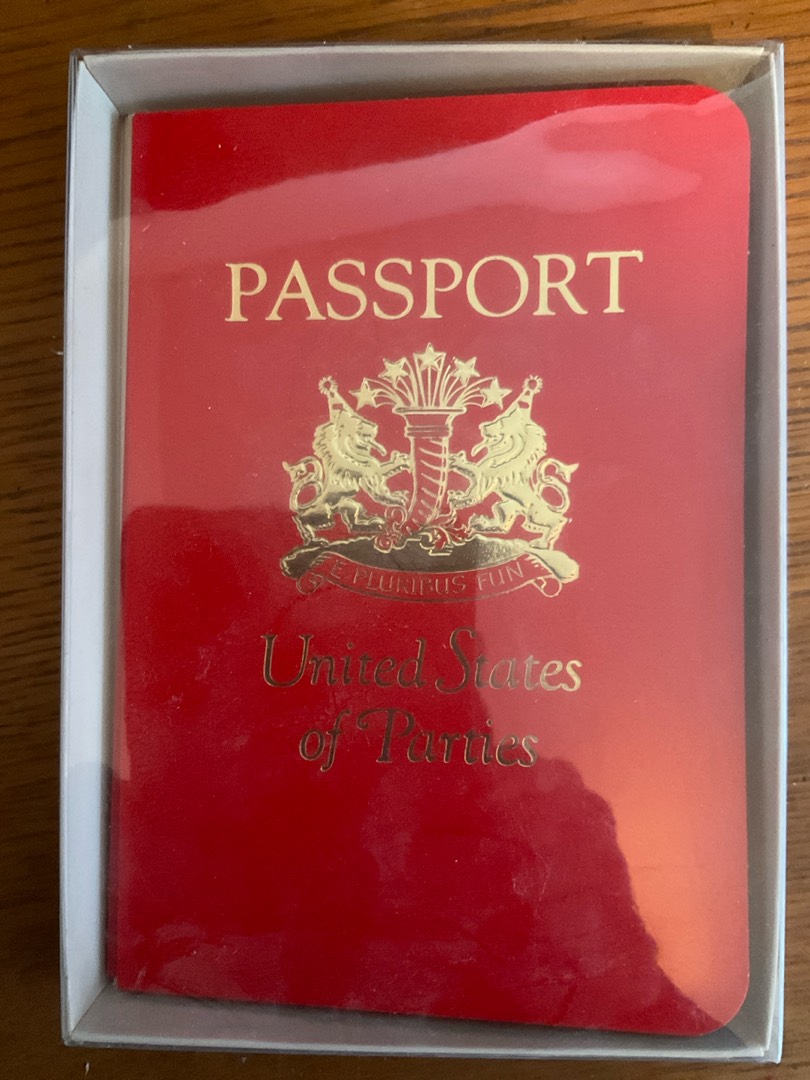 PASSPORT
E PLURIBUS FUN
United States
of Parties